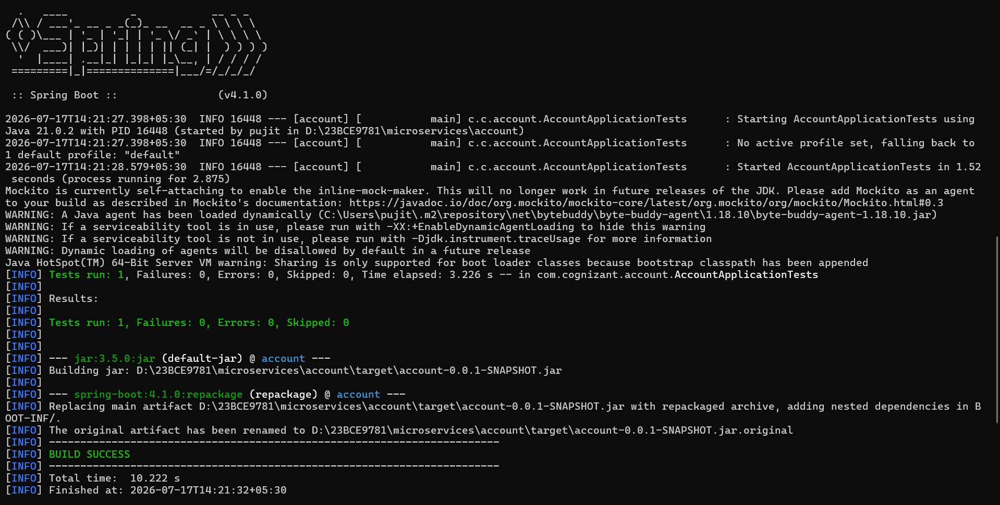 .   ____          _            __ _ _
 /\\ / ___'_ __ _ _(_)_ __  __ _ \ \ \ \
( ( )\___ | '_ | '_| | '_ \/ _` | \ \ \ \
 \\/  ___)| |_)| | | | | || (_| |  ) ) ) )
  '  |____| .__|_| |_|_| |_\__, | / / / /
 =========|_|==============|___/=/_/_/_/

 :: Spring Boot ::                (v4.1.0)

2026-07-17T14:21:27.398+05:30  INFO 16448 --- [account] [           main] c.c.account.AccountApplicationTests      : Starting AccountApplicationTests using
Java 21.0.2 with PID 16448 (started by pujit in D:\23BCE9781\microservices\account)
2026-07-17T14:21:27.398+05:30  INFO 16448 --- [account] [           main] c.c.account.AccountApplicationTests      : No active profile set, falling back to
1 default profile: "default"
2026-07-17T14:21:28.579+05:30  INFO 16448 --- [account] [           main] c.c.account.AccountApplicationTests      : Started AccountApplicationTests in 1.52
 seconds (process running for 2.875)
Mockito is currently self-attaching to enable the inline-mock-maker. This will no longer work in future releases of the JDK. Please add Mockito as an agent
to your build as described in Mockito's documentation: https://javadoc.io/doc/org.mockito/mockito-core/latest/org.mockito/org/mockito/Mockito.html#0.3
WARNING: A Java agent has been loaded dynamically (C:\Users\pujit\.m2\repository\net\bytebuddy\byte-buddy-agent\1.18.10\byte-buddy-agent-1.18.10.jar)
WARNING: If a serviceability tool is in use, please run with -XX:+EnableDynamicAgentLoading to hide this warning
WARNING: If a serviceability tool is not in use, please run with -Djdk.instrument.traceUsage for more information
WARNING: Dynamic loading of agents will be disallowed by default in a future release
Java HotSpot(TM) 64-Bit Server VM warning: Sharing is only supported for boot loader classes because bootstrap classpath has been appended
[INFO] Tests run: 1, Failures: 0, Errors: 0, Skipped: 0, Time elapsed: 3.226 s -- in com.cognizant.account.AccountApplicationTests
[INFO]
[INFO] Results:
[INFO]
[INFO] Tests run: 1, Failures: 0, Errors: 0, Skipped: 0
[INFO]
[INFO]
[INFO] --- jar:3.5.0:jar (default-jar) @ account ---
[INFO] Building jar: D:\23BCE9781\microservices\account\target\account-0.0.1-SNAPSHOT.jar
[INFO]
[INFO] --- spring-boot:4.1.0:repackage (repackage) @ account ---
[INFO] Replacing main artifact D:\23BCE9781\microservices\account\target\account-0.0.1-SNAPSHOT.jar with repackaged archive, adding nested dependencies in B
OOT-INF/.
[INFO] The original artifact has been renamed to D:\23BCE9781\microservices\account\target\account-0.0.1-SNAPSHOT.jar.original
[INFO] ------------------------------------------------------------------------
[INFO] BUILD SUCCESS
[INFO] ------------------------------------------------------------------------
[INFO] Total time:  10.222 s
[INFO] Finished at: 2026-07-17T14:21:32+05:30